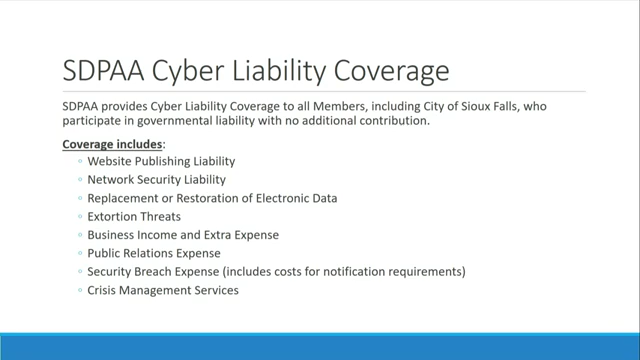 SDPAA Cyber Liability Coverage
SDPAA provides Cyber Liability Coverage to all Members, including City of Sioux Falls, who
participate in governmental liability with no additional contribution.
Coverage includes:
◦ Website Publishing Liability
◦ Network Security Liability
◦ Replacement or Restoration of Electronic Data
◦ Extortion Threats
◦ Business Income and Extra Expense
◦ Public Relations Expense
◦ Security Breach Expense (includes costs for notification requirements)
◦ Crisis Management Services